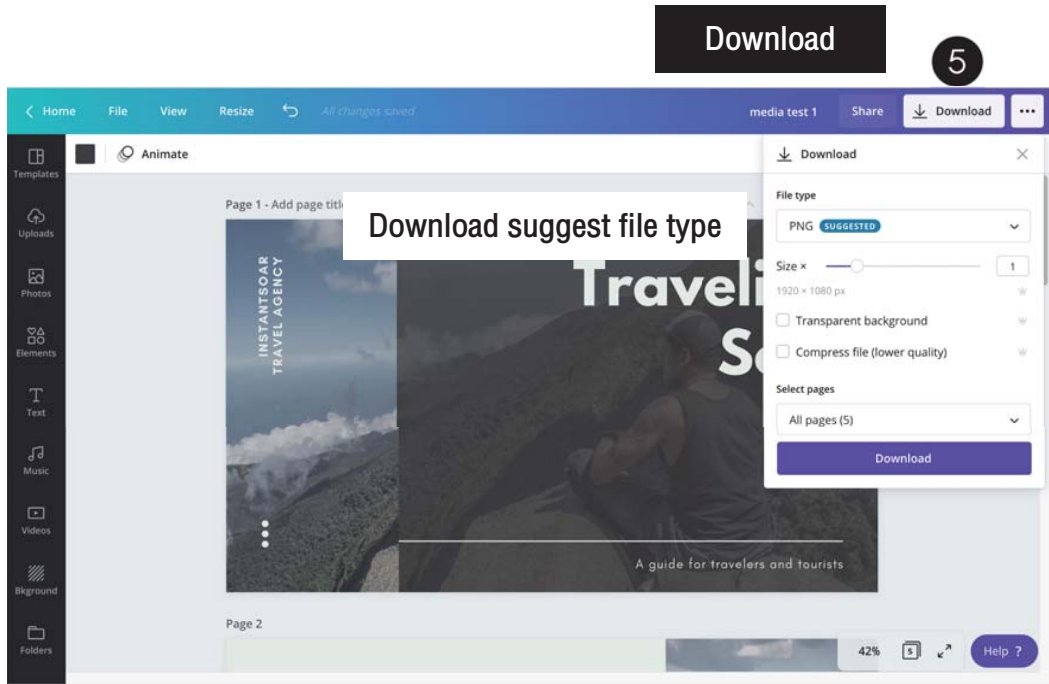 Download
5
Home File View Resize All changes saved media test 1 Share Download ...
Animate
Templates
Uploads
Photos
Elements
Text
Music
Videos
Bkground
Folders
Page 1 - Add page title
Download suggest file type
INSTANTSOAR
TRAVEL AGENCY
A guide for travelers and tourists
Page 2
Download
File type
PNG SUGGESTED
Size × 1
1920 × 1080 px
Transparent background
Compress file (lower quality)
Select pages
All pages (5)
Download
42% 5 Help ?